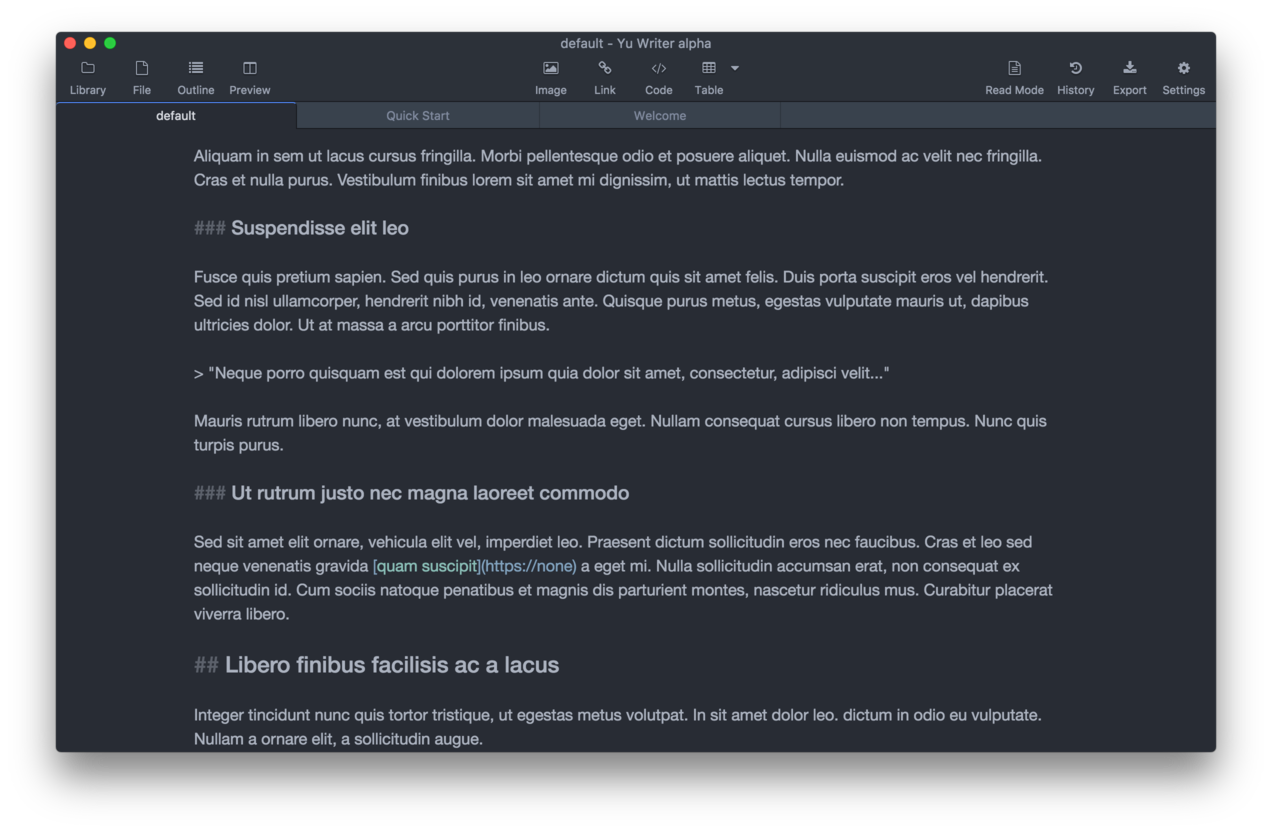 default - Yu Writer alpha
Library File Outline Preview Image Link Code Table Read Mode History Export Settings
default Quick Start Welcome
Aliquam in sem ut lacus cursus fringilla. Morbi pellentesque odio et posuere aliquet. Nulla euismod ac velit nec fringilla.
Cras et nulla purus. Vestibulum finibus lorem sit amet mi dignissim, ut mattis lectus tempor.
### Suspendisse elit leo
Fusce quis pretium sapien. Sed quis purus in leo ornare dictum quis sit amet felis. Duis porta suscipit eros vel hendrerit.
Sed id nisl ullamcorper, hendrerit nibh id, venenatis ante. Quisque purus metus, egestas vulputate mauris ut, dapibus
ultricies dolor. Ut at massa a arcu porttitor finibus.
> "Neque porro quisquam est qui dolorem ipsum quia dolor sit amet, consectetur, adipisci velit..."
Mauris rutrum libero nunc, at vestibulum dolor malesuada eget. Nullam consequat cursus libero non tempus. Nunc quis
turpis purus.
### Ut rutrum justo nec magna laoreet commodo
Sed sit amet elit ornare, vehicula elit vel, imperdiet leo. Praesent dictum sollicitudin eros nec faucibus. Cras et leo sed
neque venenatis gravida [quam suscipit](https://none) a eget mi. Nulla sollicitudin accumsan erat, non consequat ex
sollicitudin id. Cum sociis natoque penatibus et magnis dis parturient montes, nascetur ridiculus mus. Curabitur placerat
viverra libero.
## Libero finibus facilisis ac a lacus
Integer tincidunt nunc quis tortor tristique, ut egestas metus volutpat. In sit amet dolor leo. dictum in odio eu vulputate.
Nullam a ornare elit, a sollicitudin augue.